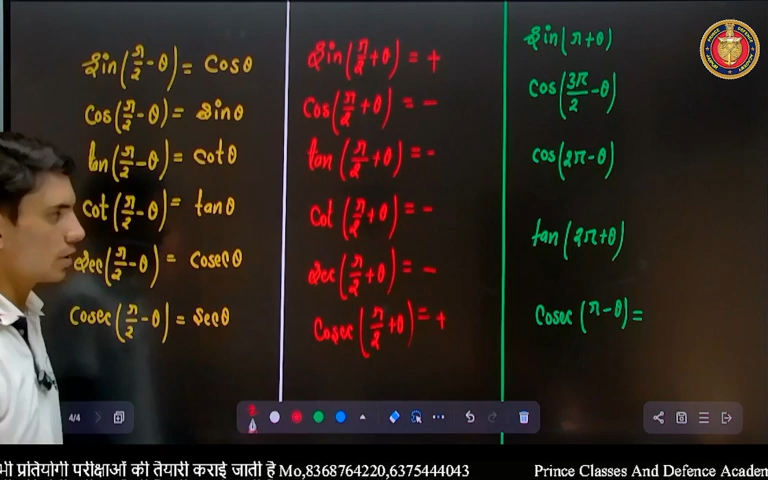 sin(π/2-θ) = cosθ
cos(π/2-θ) = sinθ
tan(π/2-θ) = cotθ
cot(π/2-θ) = tanθ
sec(π/2-θ) = cosecθ
cosec(π/2-θ) = secθ
sin(π/2+θ) = +
cos(π/2+θ) = -
tan(π/2+θ) = -
cot(π/2+θ) = -
sec(π/2+θ) = -
cosec(π/2+θ) = +
sin(π+θ)
cos(3π/2-θ)
cos(2π-θ)
tan(2π+θ)
cosec(π-θ)=
4/4
भी प्रतियोगी परीक्षाओं की तैयारी कराई जाती है Mo,8368764220,6375444043
Prince Classes And Defence Academ